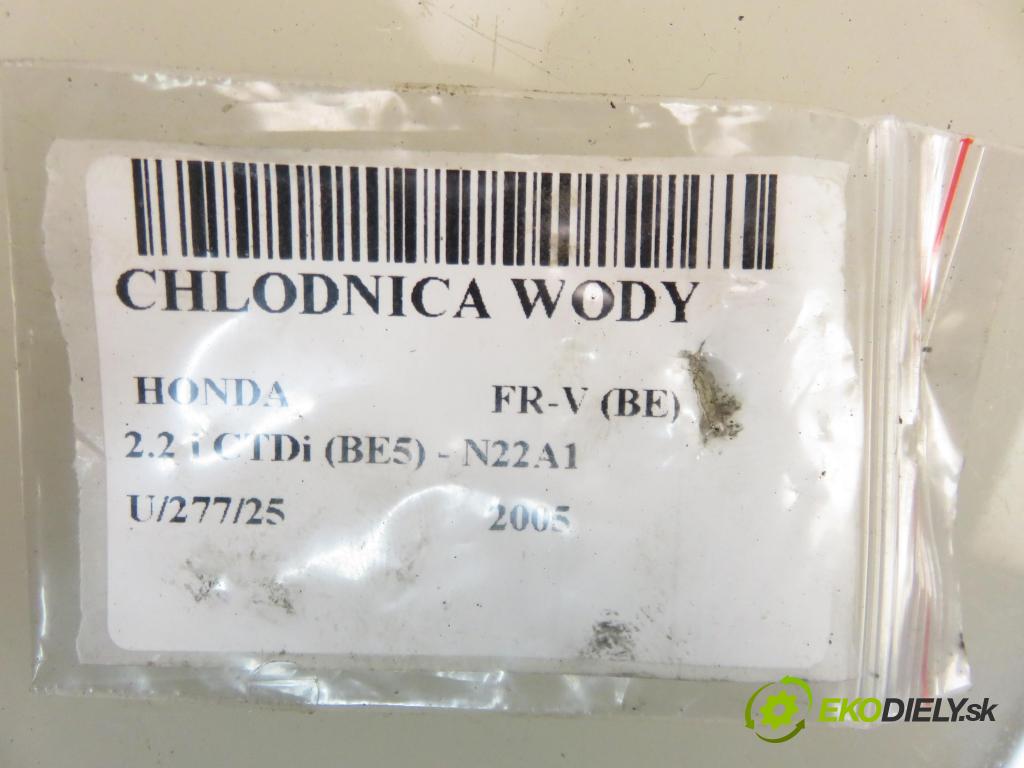 CHLODNICA WODY
HONDA FR-V (BE)
2.2 i CTDi (BE5) - N22A1
U/277/25 2005
EKODIELY.sk